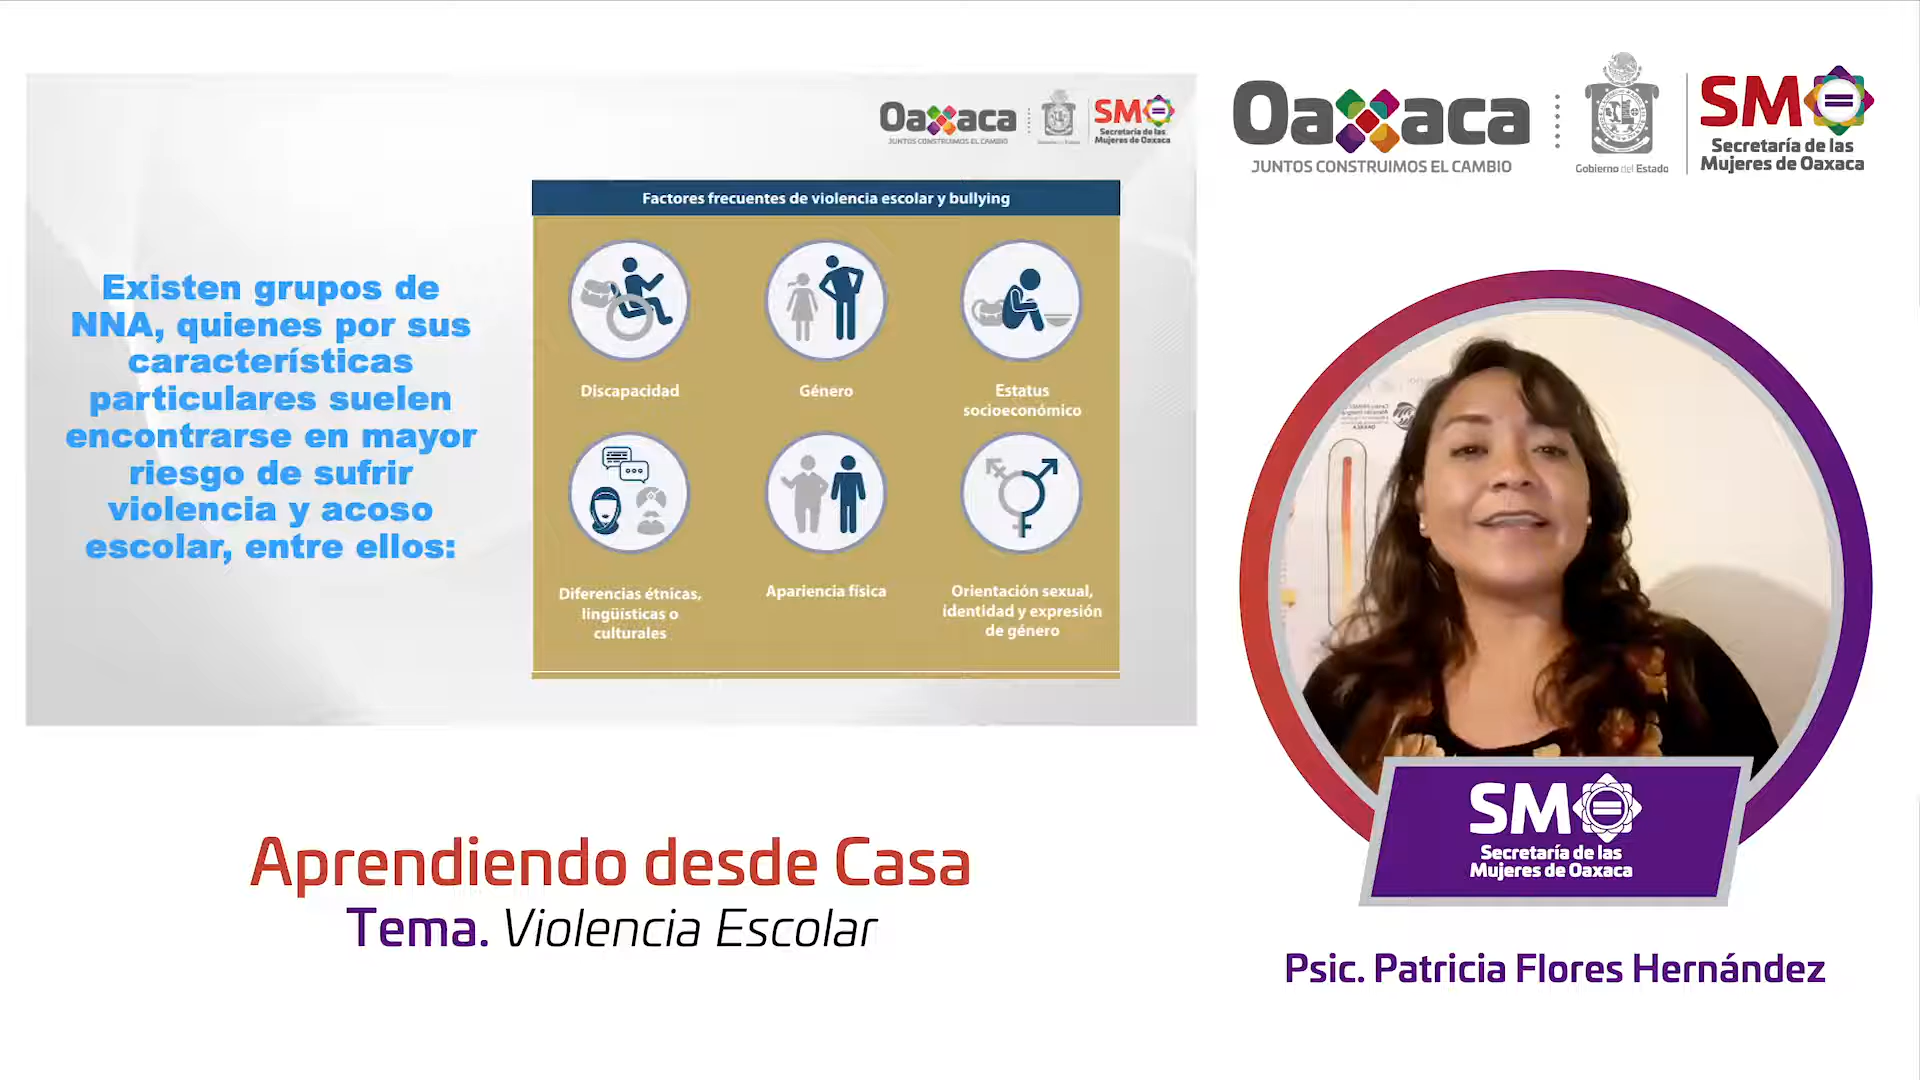 Oaxaca
JUNTOS CONSTRUIMOS EL CAMBIO
SM
Secretaría de las
Mujeres de Oaxaca
Factores frecuentes de violencia escolar y bullying
Existen grupos de
NNA, quienes por sus
características
particulares suelen
encontrarse en mayor
riesgo de sufrir
violencia y acoso
escolar, entre ellos:
Discapacidad
Género
Estatus
socioeconómico
Diferencias étnicas,
lingüísticas o
culturales
Apariencia física
Orientación sexual,
identidad y expresión
de género
Oaxaca
JUNTOS CONSTRUIMOS EL CAMBIO
Gobierno del Estado
SM
Secretaría de las
Mujeres de Oaxaca
SM
Secretaría de las
Mujeres de Oaxaca
Aprendiendo desde Casa
Tema. Violencia Escolar
Psic. Patricia Flores Hernández